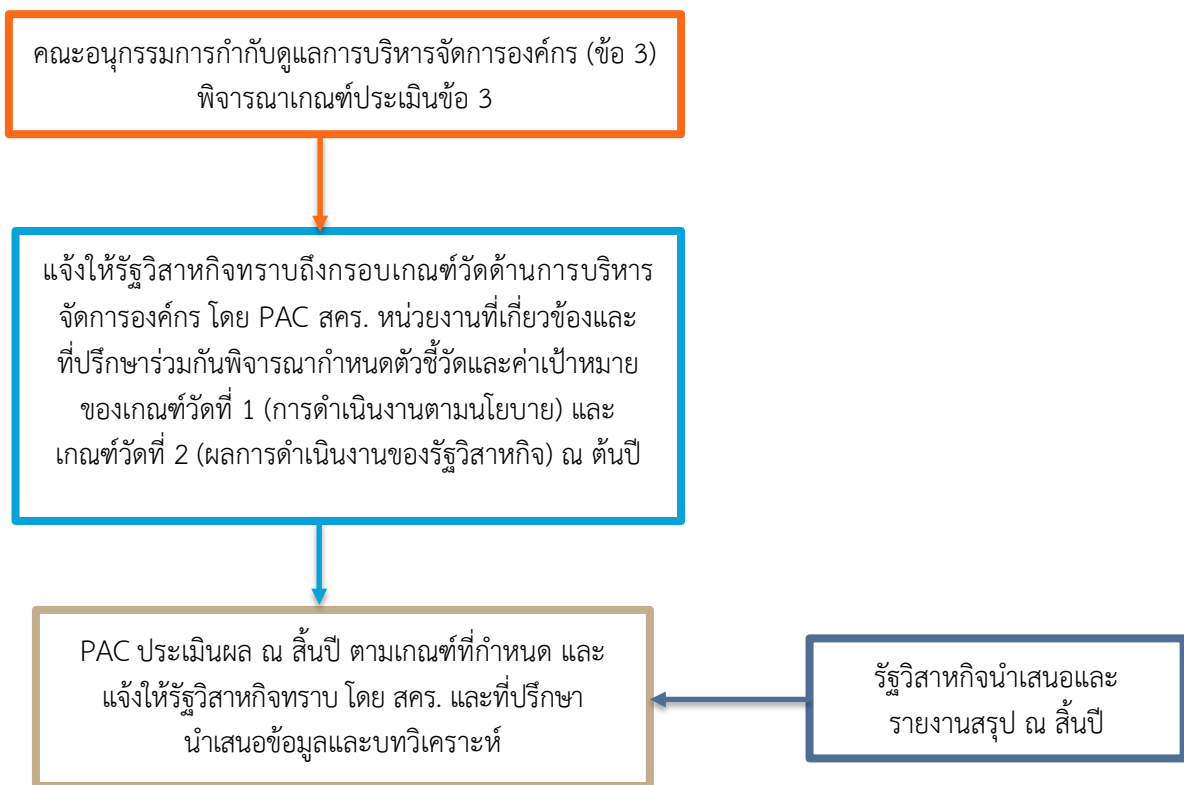 คณะอนุกรรมการกำกับดูแลการบริหารจัดการองค์กร (ข้อ 3)
พิจารณาเกณฑ์ประเมินข้อ 3
แจ้งให้รัฐวิสาหกิจทราบถึงกรอบเกณฑ์วัดด้านการบริหาร
จัดการองค์กร โดย PAC สคร. หน่วยงานที่เกี่ยวข้องและ
ที่ปรึกษาร่วมกันพิจารณากำหนดตัวชี้วัดและค่าเป้าหมาย
ของเกณฑ์วัดที่ 1 (การดำเนินงานตามนโยบาย) และ
เกณฑ์วัดที่ 2 (ผลการดำเนินงานของรัฐวิสาหกิจ) ณ ต้นปี
PAC ประเมินผล ณ สิ้นปี ตามเกณฑ์ที่กำหนด และ
แจ้งให้รัฐวิสาหกิจทราบ โดย สคร. และที่ปรึกษา
นำเสนอข้อมูลและบทวิเคราะห์
รัฐวิสาหกิจนำเสนอและ
รายงานสรุป ณ สิ้นปี